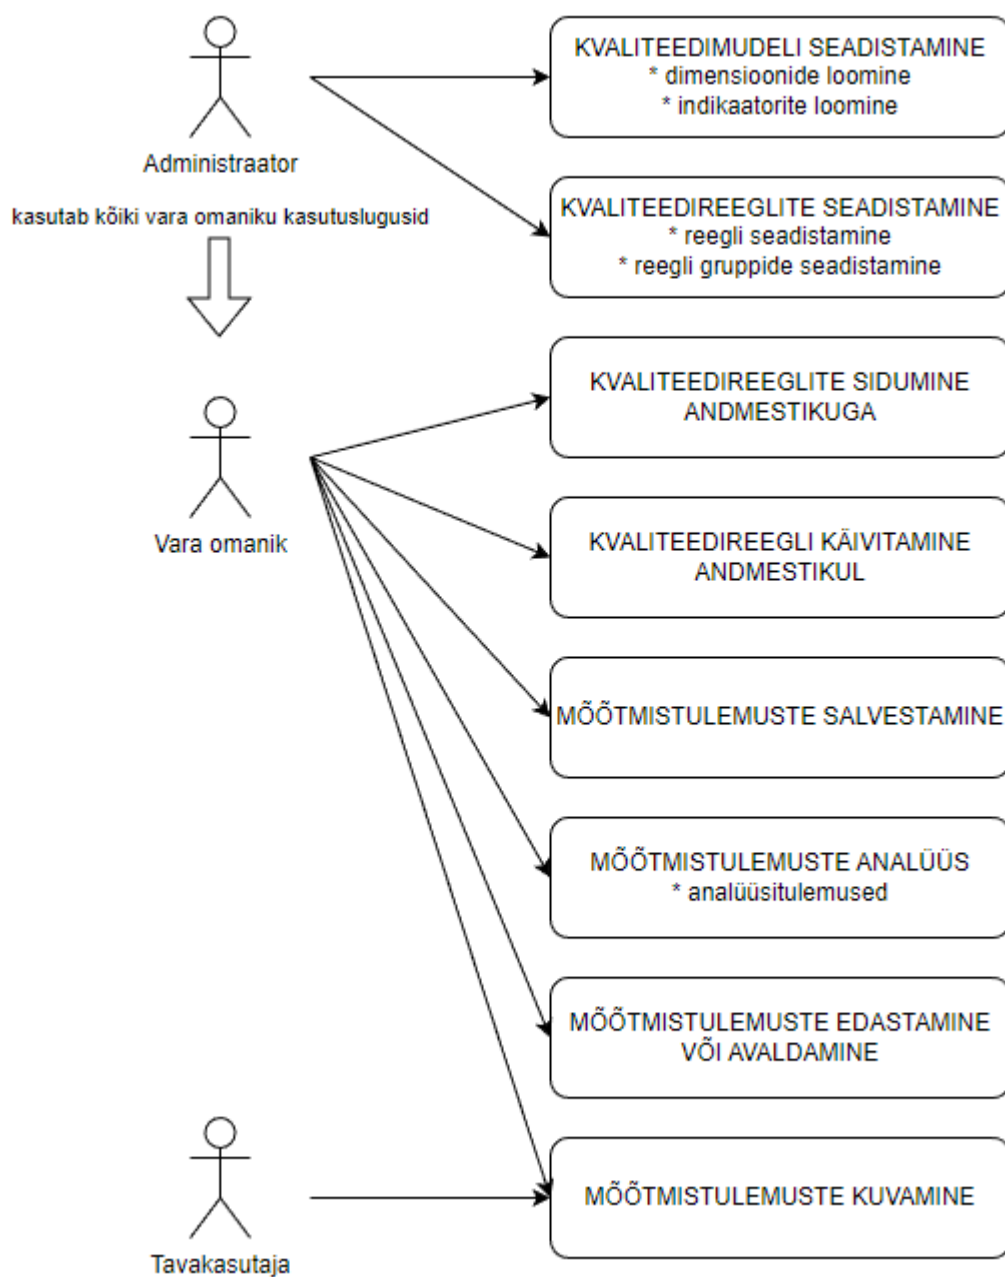 KVALITEEDIMUDELI SEADISTAMINE
* dimensioonide loomine
* indikaatorite loomine
Administraator
kasutab kõiki vara omaniku kasutuslugusid
KVALITEEDIREEGLITE SEADISTAMINE
* reegli seadistamine
* reegli gruppide seadistamine
KVALITEEDIREEGLITE SIDUMINE
ANDMESTIKUGA
Vara omanik
KVALITEEDIREEGLI KÄIVITAMINE
ANDMESTIKUL
MÕÕTMISTULEMUSTE SALVESTAMINE
MÕÕTMISTULEMUSTE ANALÜÜS
* analüüsitulemused
MÕÕTMISTULEMUSTE EDASTAMINE
VÕI AVALDAMINE
MÕÕTMISTULEMUSTE KUVAMINE
Tavakasutaja